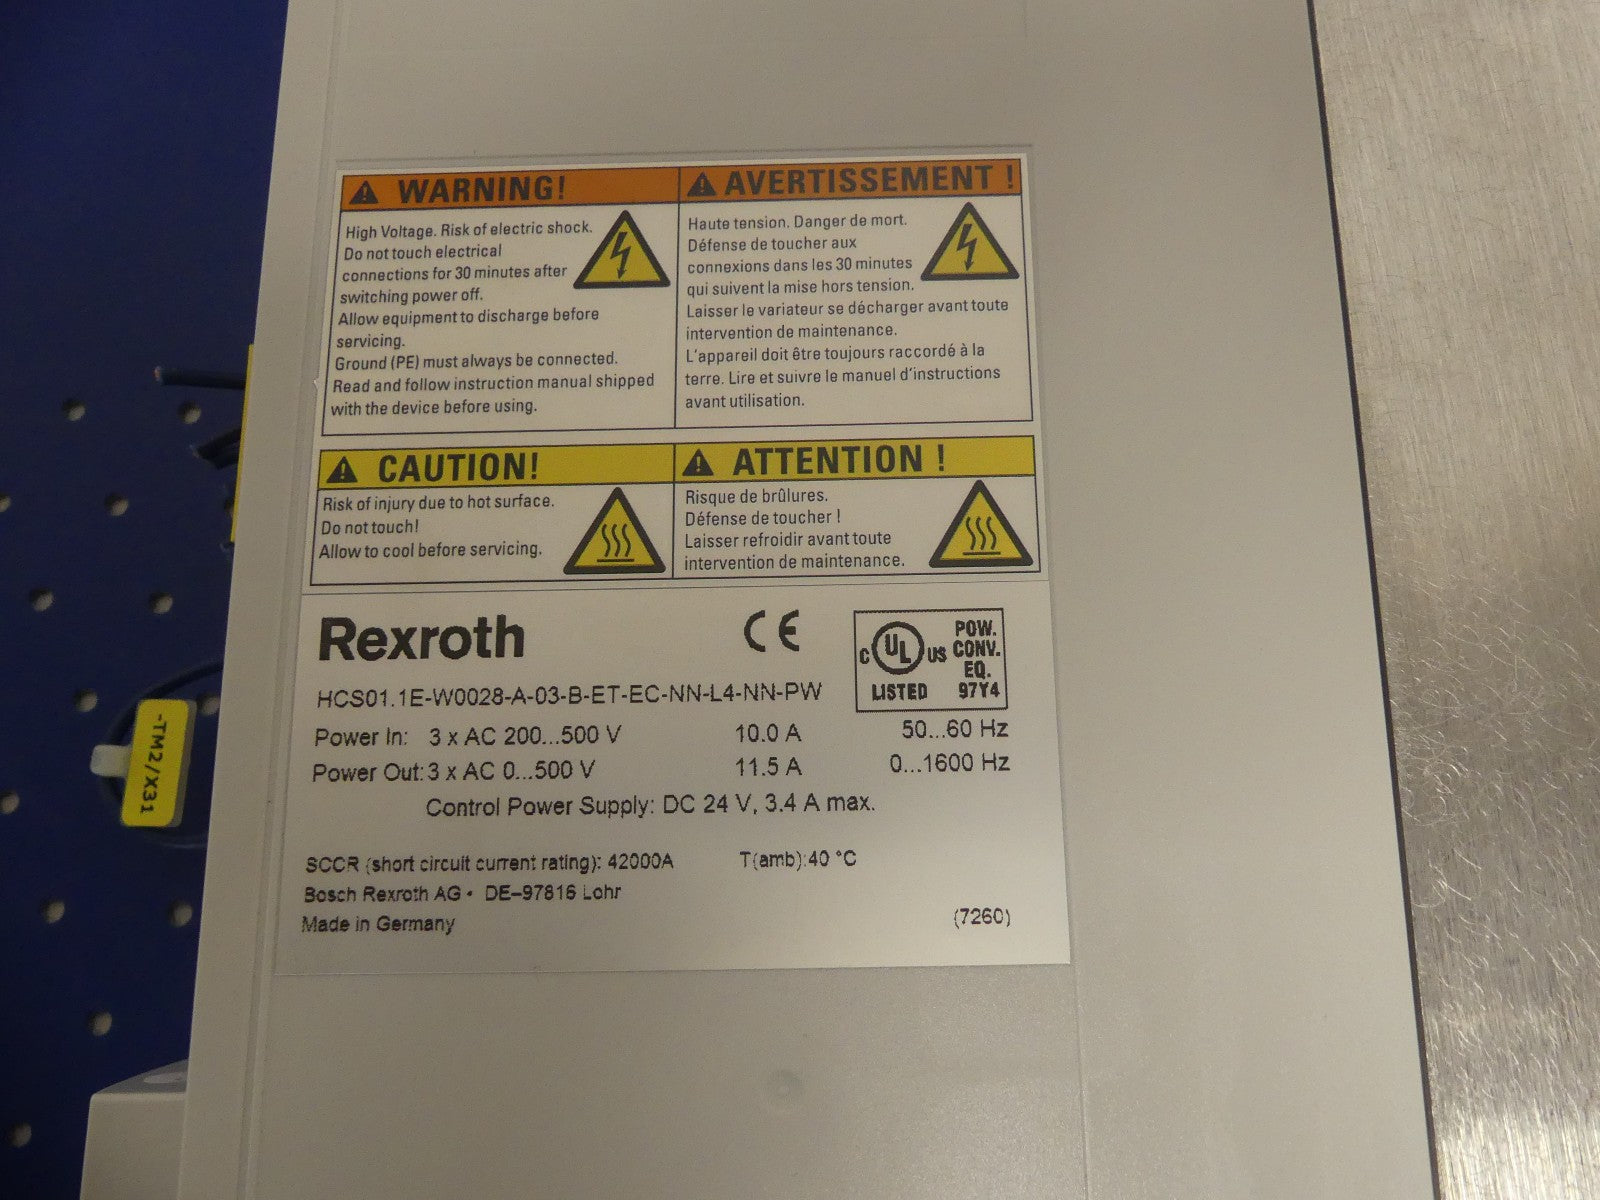 WARNING!
High Voltage. Risk of electric shock.
Do not touch electrical
connections for 30 minutes after
switching power off.
Allow equipment to discharge before
servicing.
Ground (PE) must always be connected.
Read and follow instruction manual shipped
with the device before using.
AVERTISSEMENT !
Haute tension. Danger de mort.
Défense de toucher aux
connexions dans les 30 minutes
qui suivent la mise hors tension.
Laisser le variateur se décharger avant toute
intervention de maintenance.
L'appareil doit être toujours raccordé à la
terre. Lire et suivre le manuel d'instructions
avant utilisation.
CAUTION!
Risk of injury due to hot surface.
Do not touch!
Allow to cool before servicing.
ATTENTION !
Risque de brûlures.
Défense de toucher !
Laisser refroidir avant toute
intervention de maintenance.
Rexroth
CE
C UL US
LISTED
POW.
CONV.
EQ.
97Y4
HCS01.1E-W0028-A-03-B-ET-EC-NN-L4-NN-PW
Power In: 3 x AC 200...500 V 10.0 A 50...60 Hz
Power Out: 3 x AC 0...500 V 11.5 A 0...1600 Hz
Control Power Supply: DC 24 V, 3.4 A max.
SCCR (short circuit current rating): 42000A T(amb):40 °C
Bosch Rexroth AG • DE-97816 Lohr
Made in Germany (7260)
-TM2/X31